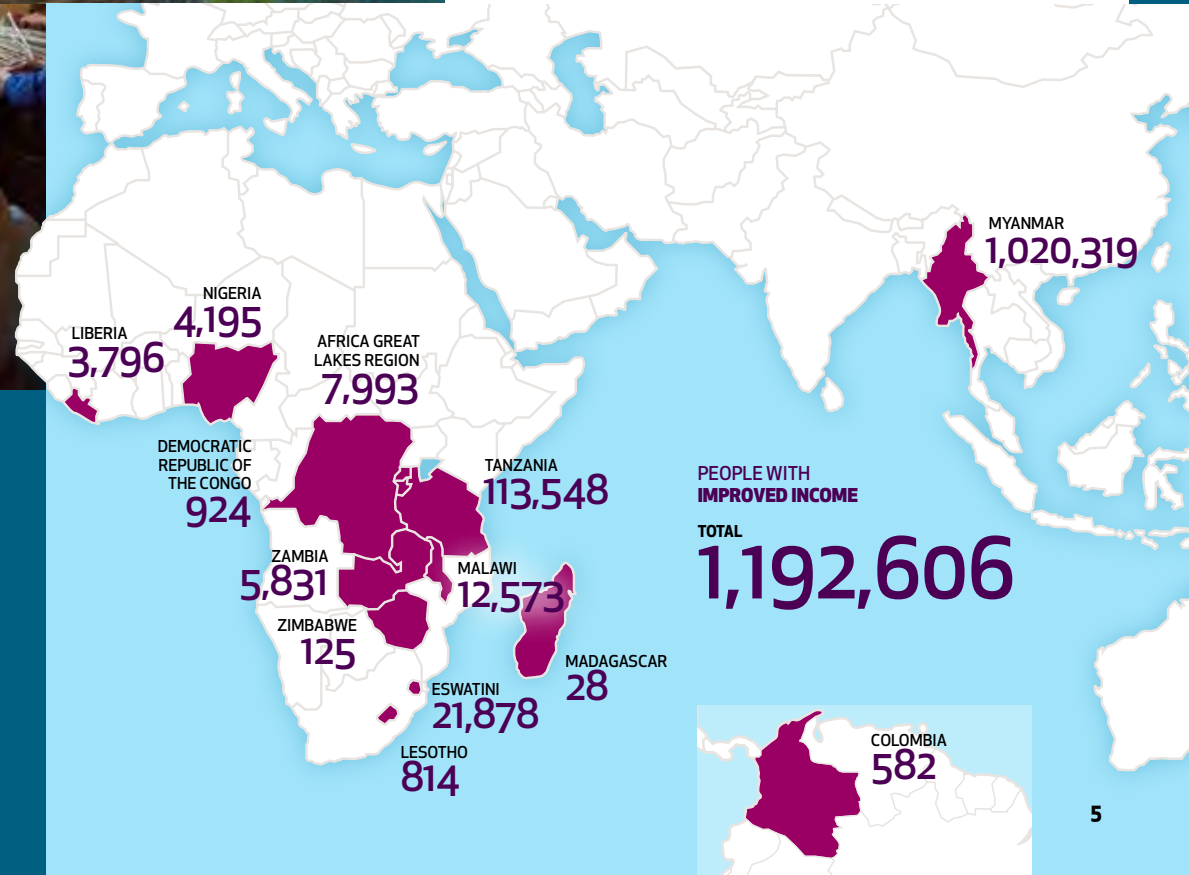 MYANMAR
1,020,319
NIGERIA
4,195
LIBERIA
3,796
AFRICA GREAT
LAKES REGION
7,993
DEMOCRATIC
REPUBLIC OF
THE CONGO
924
TANZANIA
113,548
ZAMBIA
5,831
MALAWI
12,573
ZIMBABWE
125
MADAGASCAR
28
ESWATINI
21,878
LESOTHO
814
PEOPLE WITH
IMPROVED INCOME
TOTAL
1,192,606
COLOMBIA
582
5